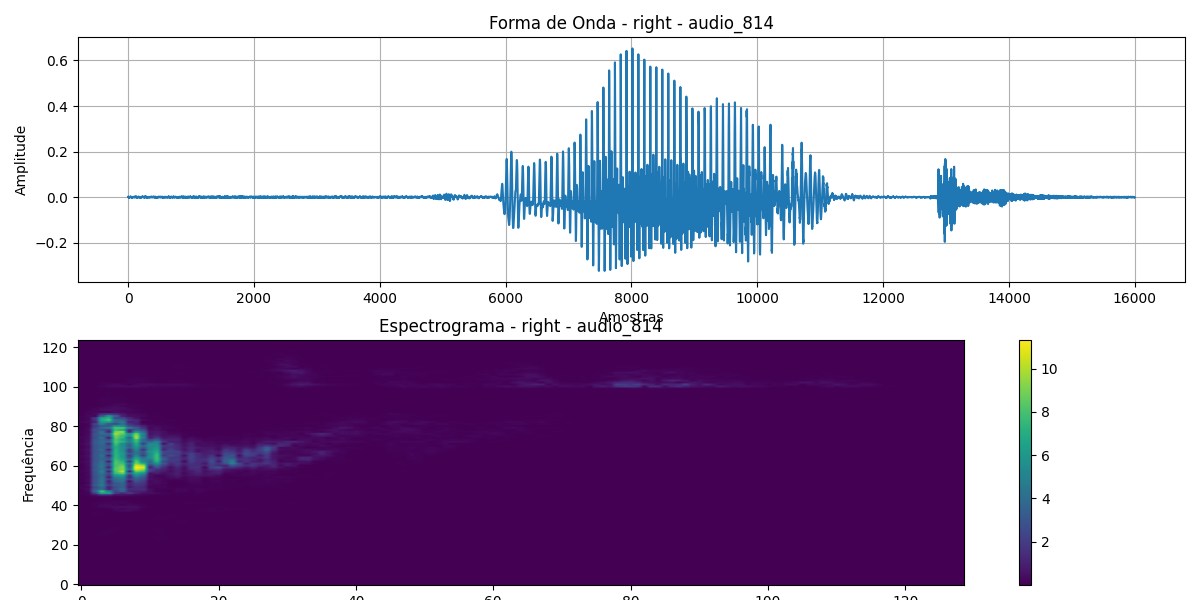 Forma de Onda - right - audio_814
Amplitude
0.6
0.4
0.2
0.0
−0.2
0 2000 4000 6000 8000 10000 12000 14000 16000
Amostras
Espectrograma - right - audio_814
Frequência
120
100
80
60
40
20
0
0 20 40 60 80 100 120
10
8
6
4
2